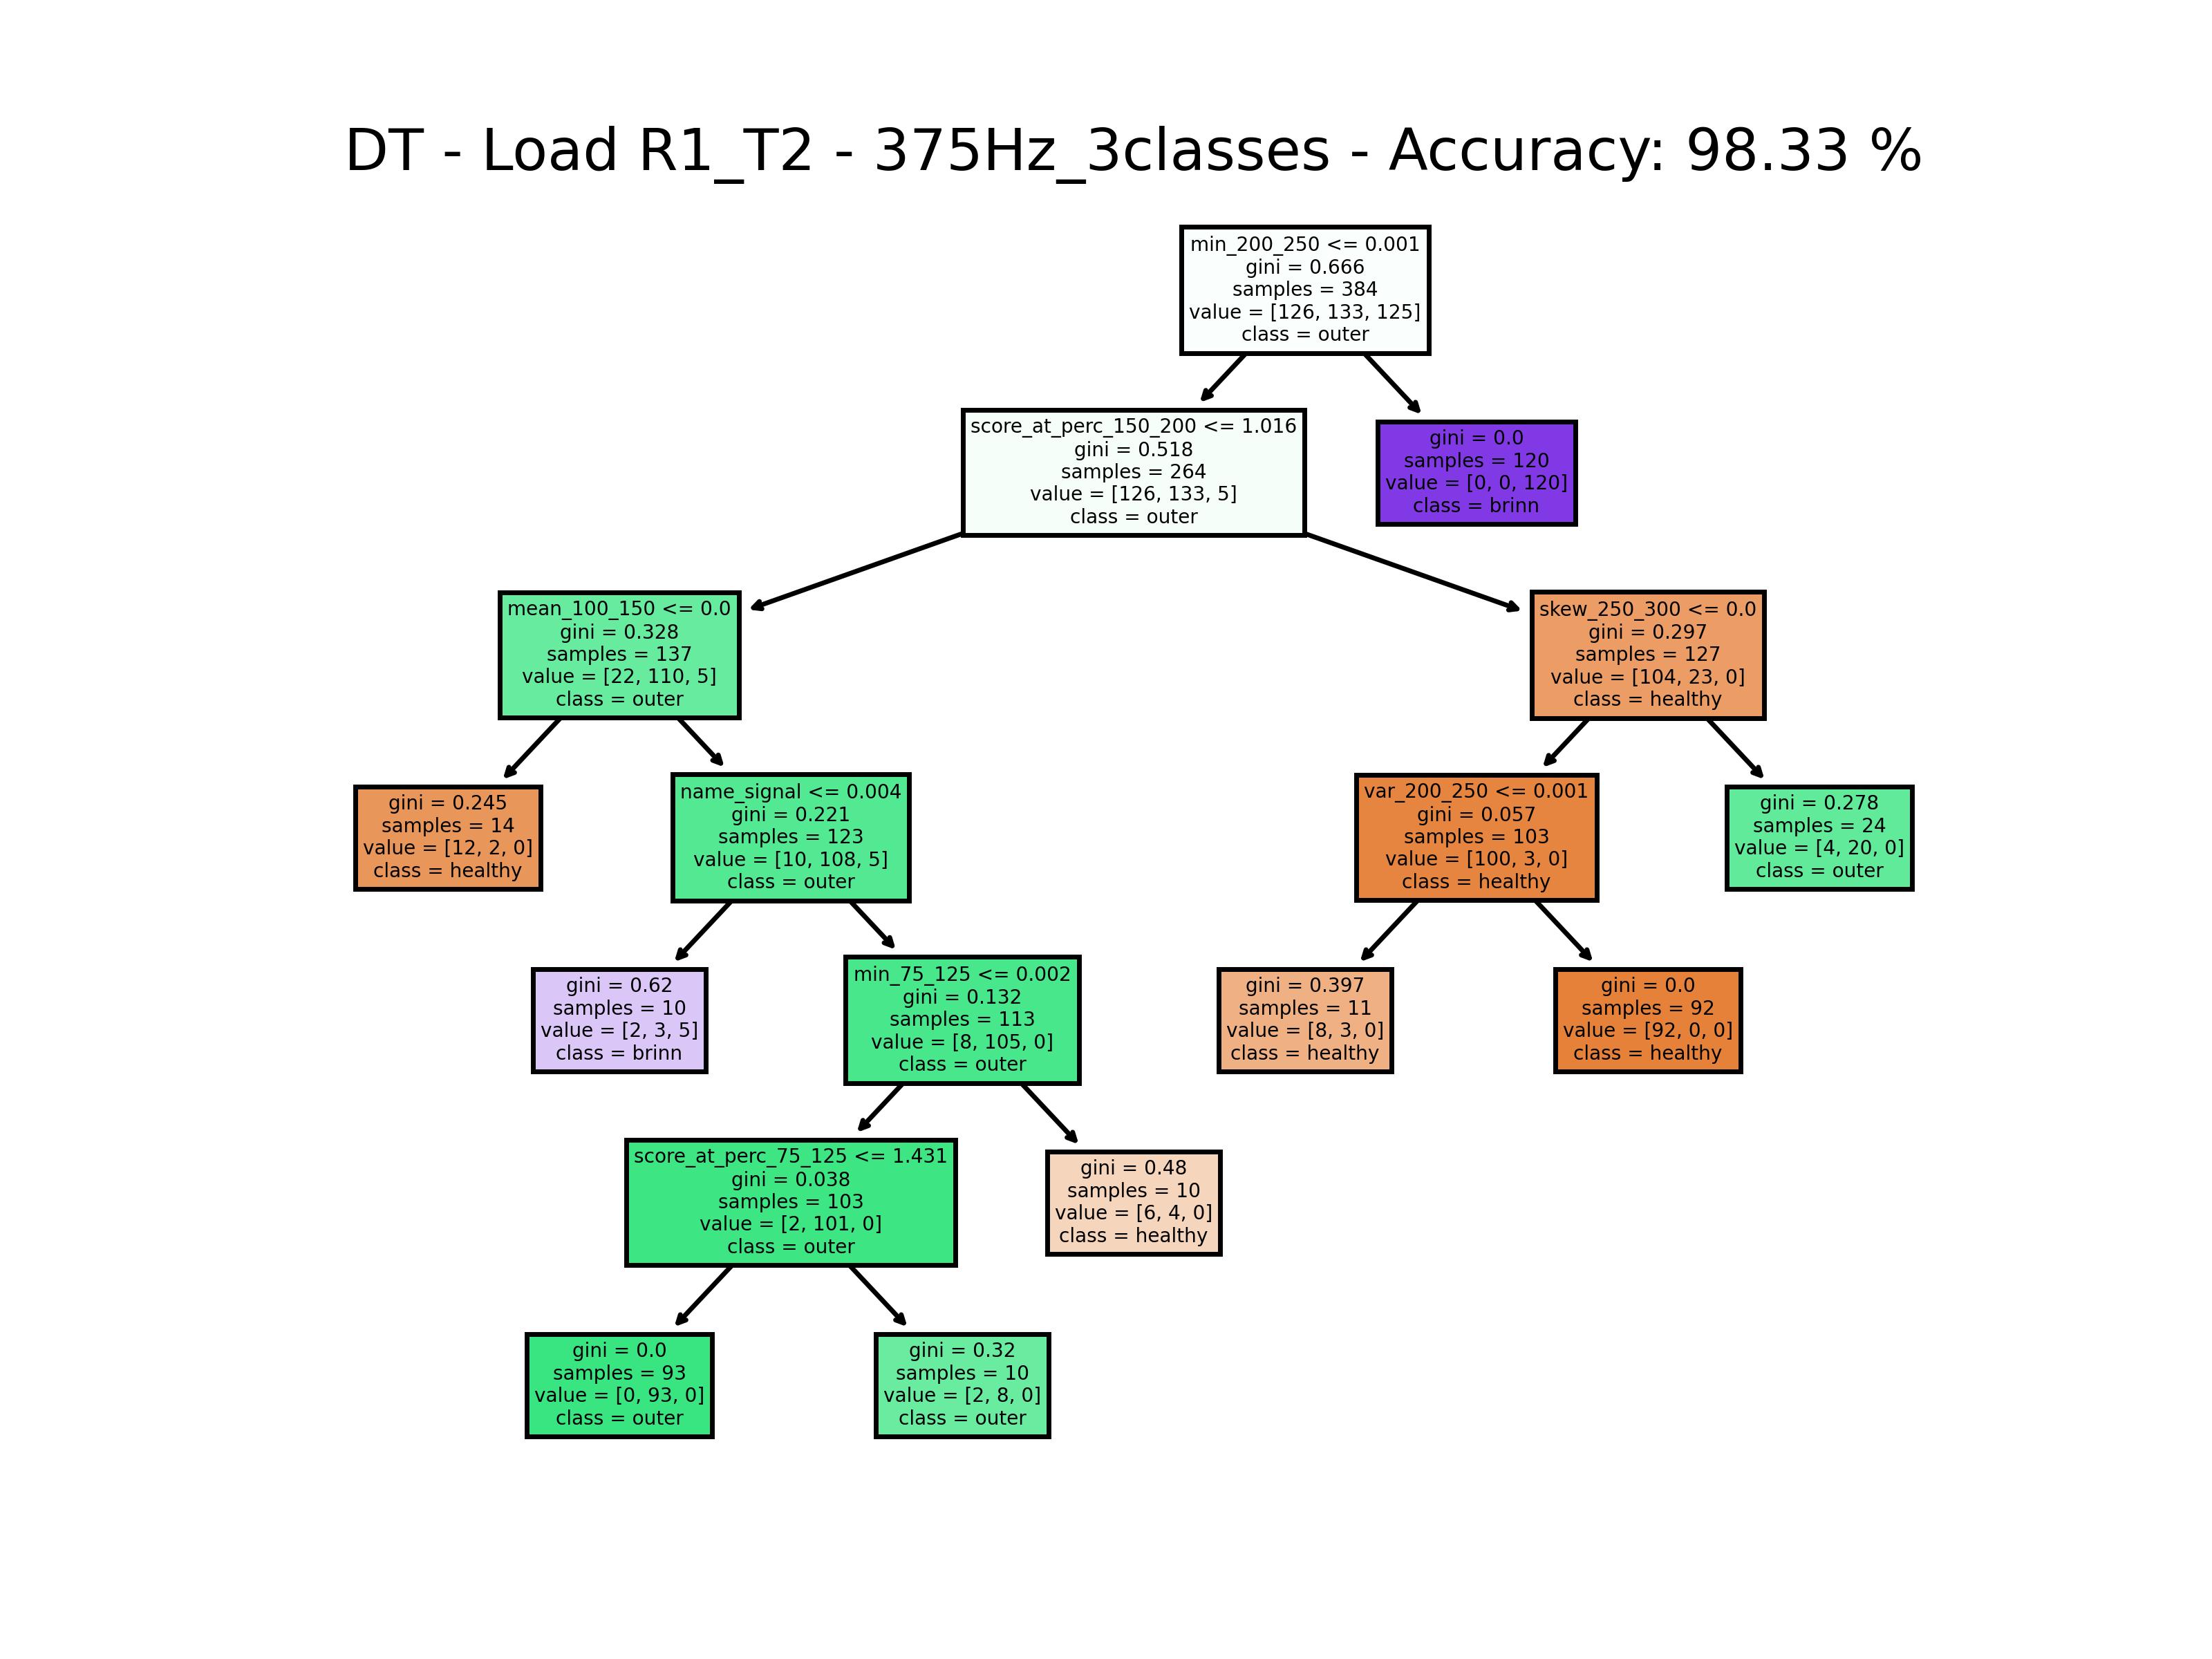 DT - Load R1_T2 - 375Hz_3classes - Accuracy: 98.33 %
min_200_250 <= 0.001
gini = 0.666
samples = 384
value = [126, 133, 125]
class = outer
score_at_perc_150_200 <= 1.016
gini = 0.518
samples = 264
value = [126, 133, 5]
class = outer
gini = 0.0
samples = 120
value = [0, 0, 120]
class = brinn
mean_100_150 <= 0.0
gini = 0.328
samples = 137
value = [22, 110, 5]
class = outer
skew_250_300 <= 0.0
gini = 0.297
samples = 127
value = [104, 23, 0]
class = healthy
gini = 0.245
samples = 14
value = [12, 2, 0]
class = healthy
name_signal <= 0.004
gini = 0.221
samples = 123
value = [10, 108, 5]
class = outer
var_200_250 <= 0.001
gini = 0.057
samples = 103
value = [100, 3, 0]
class = healthy
gini = 0.278
samples = 24
value = [4, 20, 0]
class = outer
gini = 0.62
samples = 10
value = [2, 3, 5]
class = brinn
min_75_125 <= 0.002
gini = 0.132
samples = 113
value = [8, 105, 0]
class = outer
gini = 0.397
samples = 11
value = [8, 3, 0]
class = healthy
gini = 0.0
samples = 92
value = [92, 0, 0]
class = healthy
score_at_perc_75_125 <= 1.431
gini = 0.038
samples = 103
value = [2, 101, 0]
class = outer
gini = 0.48
samples = 10
value = [6, 4, 0]
class = healthy
gini = 0.0
samples = 93
value = [0, 93, 0]
class = outer
gini = 0.32
samples = 10
value = [2, 8, 0]
class = outer